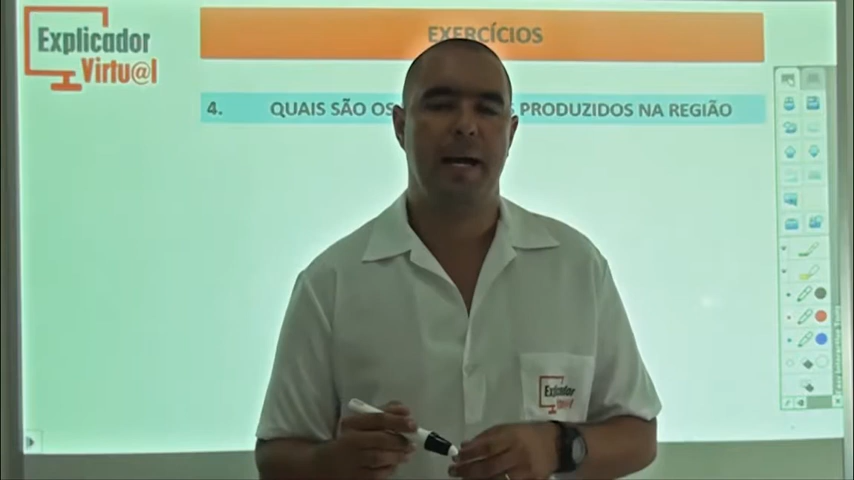 Explicador
Virtu@l
EXERCÍCIOS
4. QUAIS SÃO OS PRODUZIDOS NA REGIÃO
Explicador